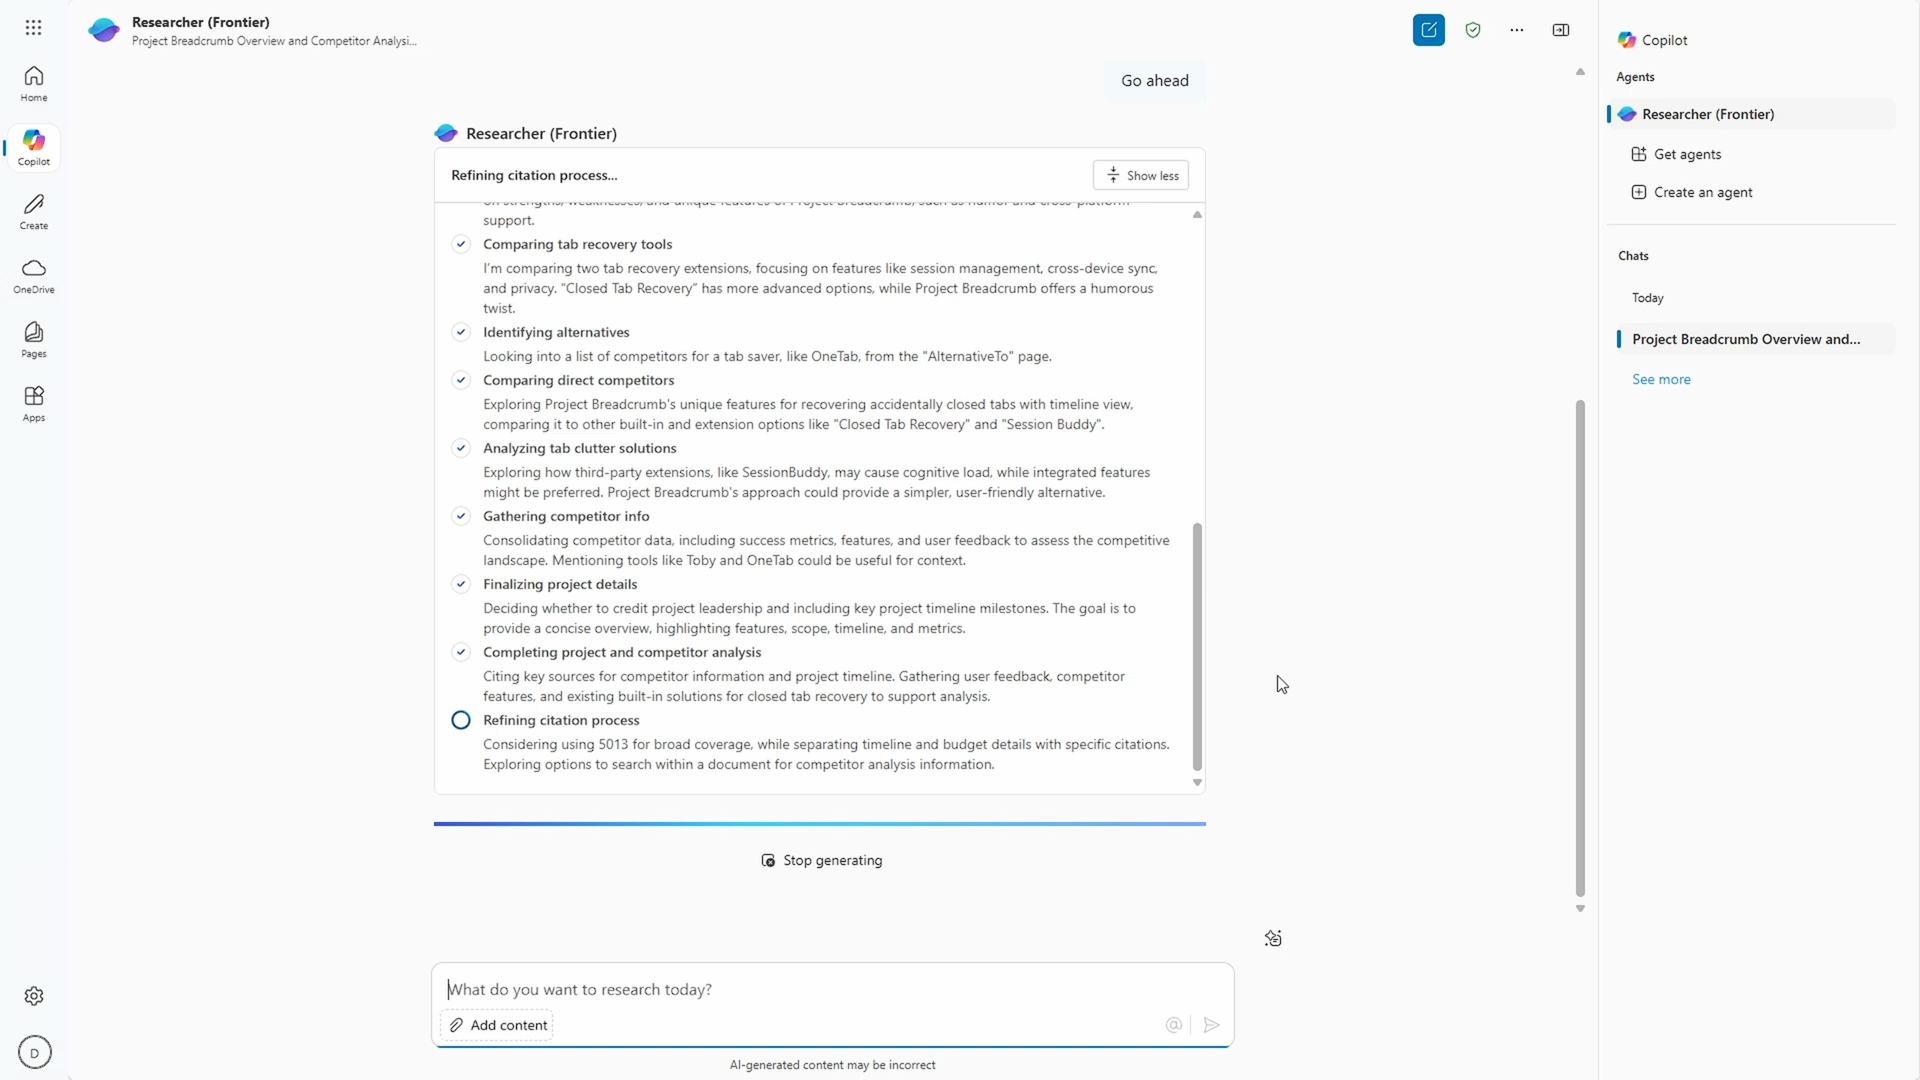 Researcher (Frontier)
Project Breadcrumb Overview and Competitor Analysi...
Home
Copilot
Create
OneDrive
Pages
Apps
D
Go ahead
Researcher (Frontier)
Refining citation process...
Show less
on strengths, weaknesses, and unique features of Project Breadcrumb, such as humor and cross-platform
support.
Comparing tab recovery tools
I'm comparing two tab recovery extensions, focusing on features like session management, cross-device sync,
and privacy. "Closed Tab Recovery" has more advanced options, while Project Breadcrumb offers a humorous
twist.
Identifying alternatives
Looking into a list of competitors for a tab saver, like OneTab, from the "AlternativeTo" page.
Comparing direct competitors
Exploring Project Breadcrumb's unique features for recovering accidentally closed tabs with timeline view,
comparing it to other built-in and extension options like "Closed Tab Recovery" and "Session Buddy".
Analyzing tab clutter solutions
Exploring how third-party extensions, like SessionBuddy, may cause cognitive load, while integrated features
might be preferred. Project Breadcrumb's approach could provide a simpler, user-friendly alternative.
Gathering competitor info
Consolidating competitor data, including success metrics, features, and user feedback to assess the competitive
landscape. Mentioning tools like Toby and OneTab could be useful for context.
Finalizing project details
Deciding whether to credit project leadership and including key project timeline milestones. The goal is to
provide a concise overview, highlighting features, scope, timeline, and metrics.
Completing project and competitor analysis
Citing key sources for competitor information and project timeline. Gathering user feedback, competitor
features, and existing built-in solutions for closed tab recovery to support analysis.
Refining citation process
Considering using 5013 for broad coverage, while separating timeline and budget details with specific citations.
Exploring options to search within a document for competitor analysis information.
Stop generating
What do you want to research today?
Add content
AI-generated content may be incorrect
Copilot
Agents
Researcher (Frontier)
Get agents
Create an agent
Chats
Today
Project Breadcrumb Overview and...
See more